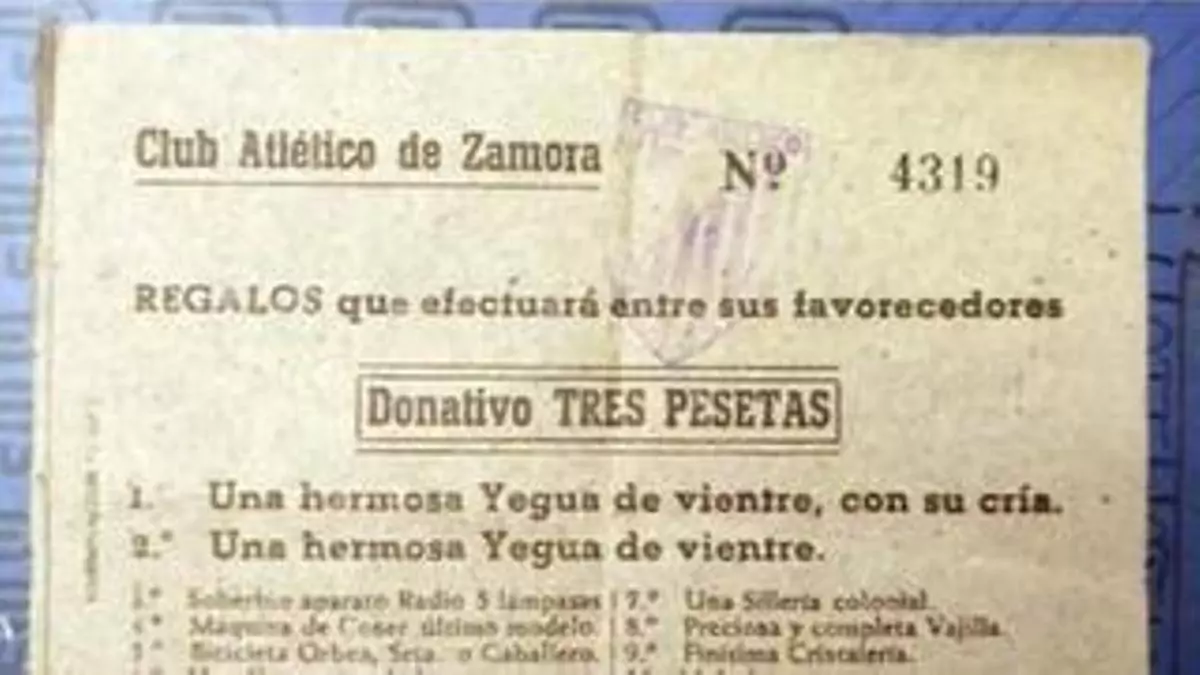 Club Atlético de Zamora
Nº 4319
REGALOS que efectuará entre sus favorecedores
Donativo TRES PESETAS
1. Una hermosa Yegua de vientre, con su cría.
2.º Una hermosa Yegua de vientre.
Soberbio aparato Radio 5 lámparas
4.º Máquina de Coser último modelo.
Bicicleta Orbea, Srta. o Caballero.
7.º Una Sillería colonial.
8.º Preciosa y completa Vajilla.
9.º Finísima Cristalería.